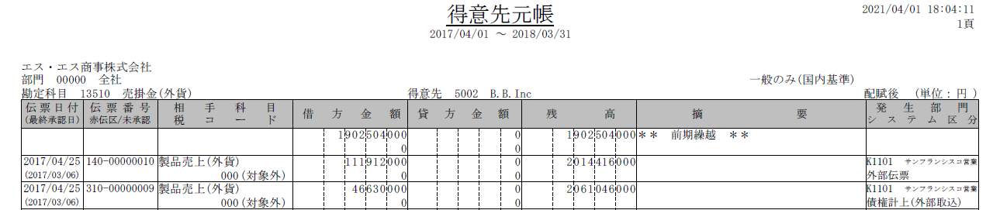 得意先元帳
2021/04/01 18:04:11
2017/04/01 ～ 2018/03/31
1頁
エス・エス商事株式会社
部門 00000 全社 一般のみ(国内基準)
勘定科目 13510 売掛金(外貨) 得意先 5002 B.B.Inc 配賦後 (単位：円)
伝票日付 伝票番号 相手科目 借方金額 貸方金額 残高 摘要 発生部門
(最終承認日) 赤伝区/未承認 税コード システム区分
1902504000 0 1902504000 ** 前期繰越 **
0 0
2017/04/25 140-00000010 製品売上(外貨) 111912000 0 2014416000 K1101 サンフランシスコ営業
(2017/03/06) 000(対象外) 0 0 外部伝票
2017/04/25 310-00000009 製品売上(外貨) 46630000 0 2061046000 K1101 サンフランシスコ営業
(2017/03/06) 000(対象外) 0 0 債権計上(外部取込)